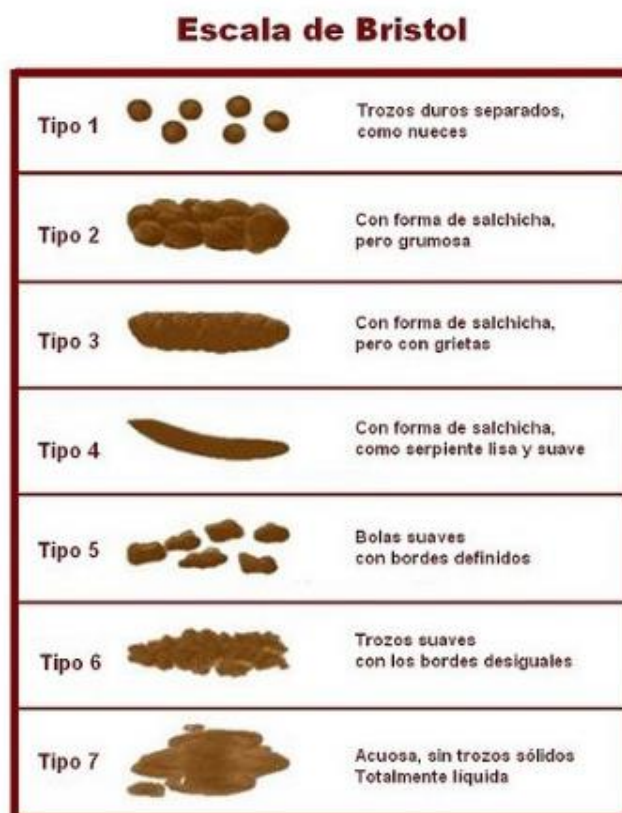 Escala de Bristol
Tipo 1
Trozos duros separados,
como nueces
Tipo 2
Con forma de salchicha,
pero grumosa
Tipo 3
Con forma de salchicha,
pero con grietas
Tipo 4
Con forma de salchicha,
como serpiente lisa y suave
Tipo 5
Bolas suaves
con bordes definidos
Tipo 6
Trozos suaves
con los bordes desiguales
Tipo 7
Acuosa, sin trozos sólidos
Totalmente líquida